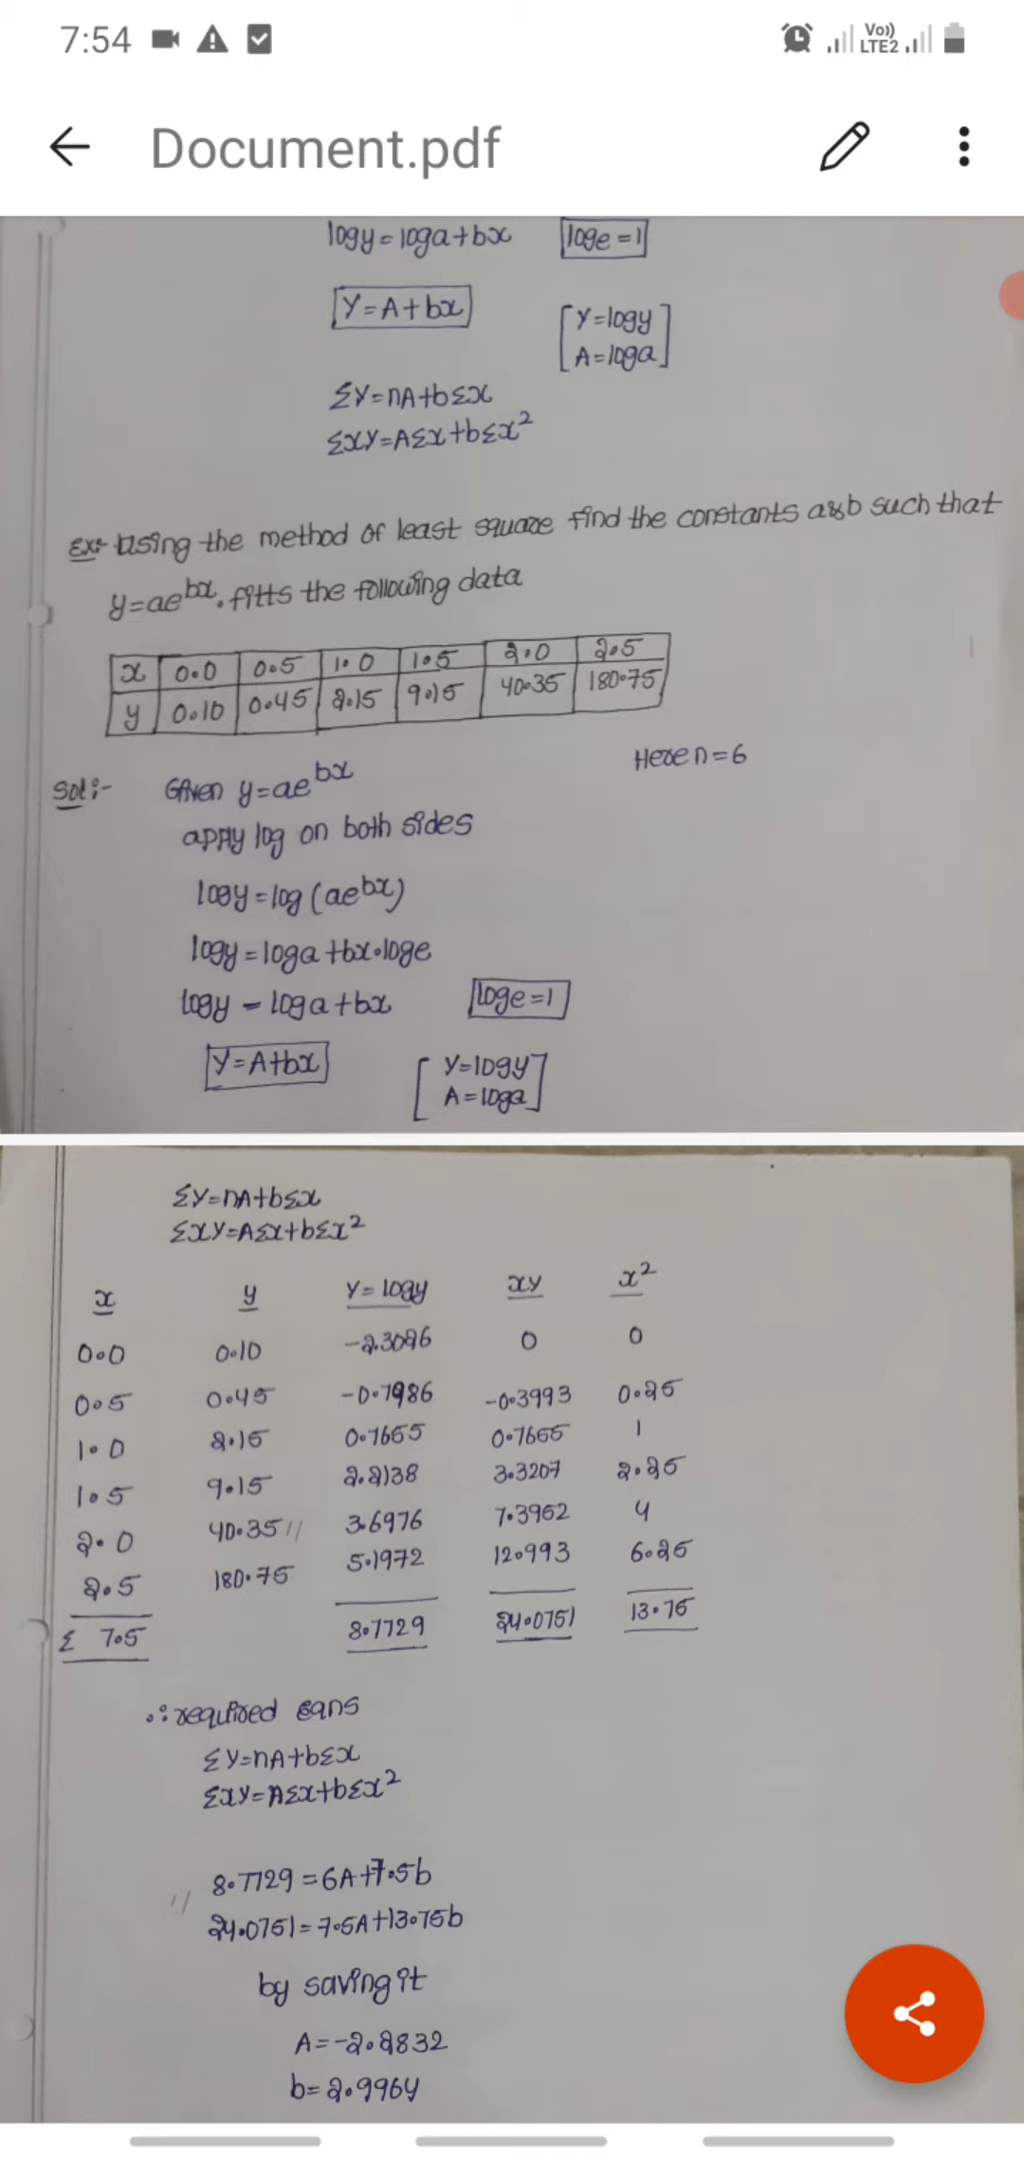 7:54 Vo)) LTE2
Document.pdf
logy=loga+bx loge=1
Y=A+bx [Y=logy
A=loga]
ΣY=nA+bΣx
ΣxY=AΣx+bΣx²
Ex:- Using the method of least square find the constants a&b such that
y=ae^bx. fitts the following data
x 0.0 0.5 1.0 1.5 2.0 2.5
y 0.10 0.45 2.15 9.15 40.35 180.75
Here n=6
Sol:- Given y=ae^bx
apply log on both sides
logy=log(ae^bx)
logy=loga+bx.loge
logy=loga+bx loge=1
Y=A+bx [Y=logy
A=loga]
ΣY=nA+bΣx
ΣxY=AΣx+bΣx²
x y Y=logy xy x²
0.0 0.10 -2.3026 0 0
0.5 0.45 -0.7986 -0.3993 0.25
1.0 2.15 0.7655 0.7655 1
1.5 9.15 2.2138 3.3207 2.25
2.0 40.35 3.6976 7.3952 4
2.5 180.75 5.1972 12.993 6.25
Σ 7.5 8.7729 24.0751 13.75
∴ required eqns
ΣY=nA+bΣx
ΣxY=AΣx+bΣx²
8.7729=6A+7.5b
24.0751=7.5A+13.75b
by saving it
A=-2.2832
b=2.9964